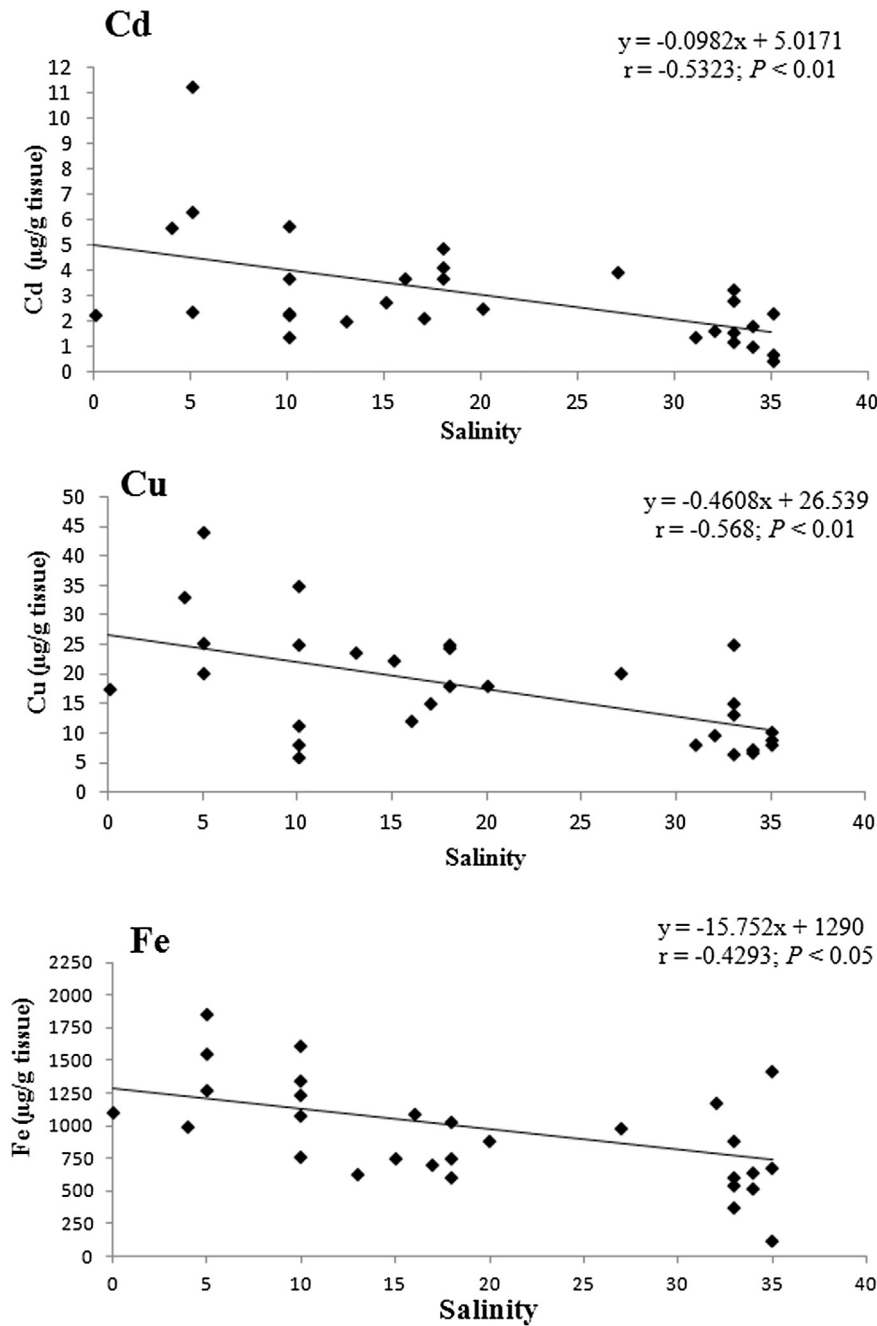 Cd
y = -0.0982x + 5.0171
r = -0.5323; P < 0.01
12
11
10
9
8
7
6
5
4
3
2
1
0
Cd (µg/g tissue)
0 5 10 15 20 25 30 35 40
Salinity
Cu
y = -0.4608x + 26.539
r = -0.568; P < 0.01
50
45
40
35
30
25
20
15
10
5
0
Cu (µg/g tissue)
0 5 10 15 20 25 30 35 40
Salinity
Fe
y = -15.752x + 1290
r = -0.4293; P < 0.05
2250
2000
1750
1500
1250
1000
750
500
250
0
Fe (µg/g tissue)
0 5 10 15 20 25 30 35 40
Salinity